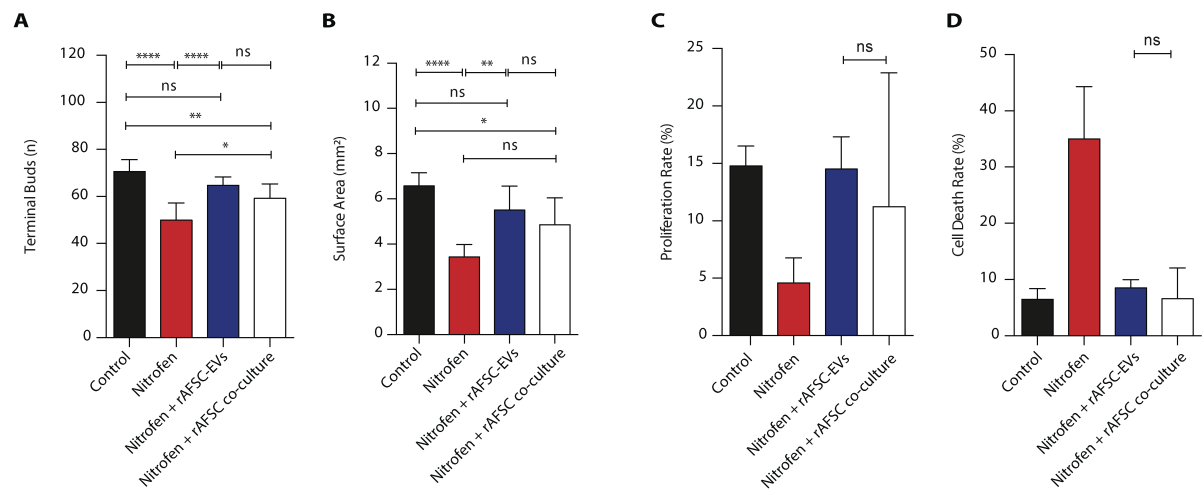 A
Terminal Buds (n)
120
100
80
60
40
20
0
**** **** ns
ns
**
*
Control
Nitrofen
Nitrofen + rAFSC-EVs
Nitrofen + rAFSC co-culture
B
Surface Area (mm²)
12
10
8
6
4
2
0
**** ** ns
ns
*
ns
Control
Nitrofen
Nitrofen + rAFSC-EVs
Nitrofen + rAFSC co-culture
C
Proliferation Rate (%)
25
20
15
10
5
0
ns
Control
Nitrofen
Nitrofen + rAFSC-EVs
Nitrofen + rAFSC co-culture
D
Cell Death Rate (%)
50
40
30
20
10
0
ns
Control
Nitrofen
Nitrofen + rAFSC-EVs
Nitrofen + rAFSC co-culture